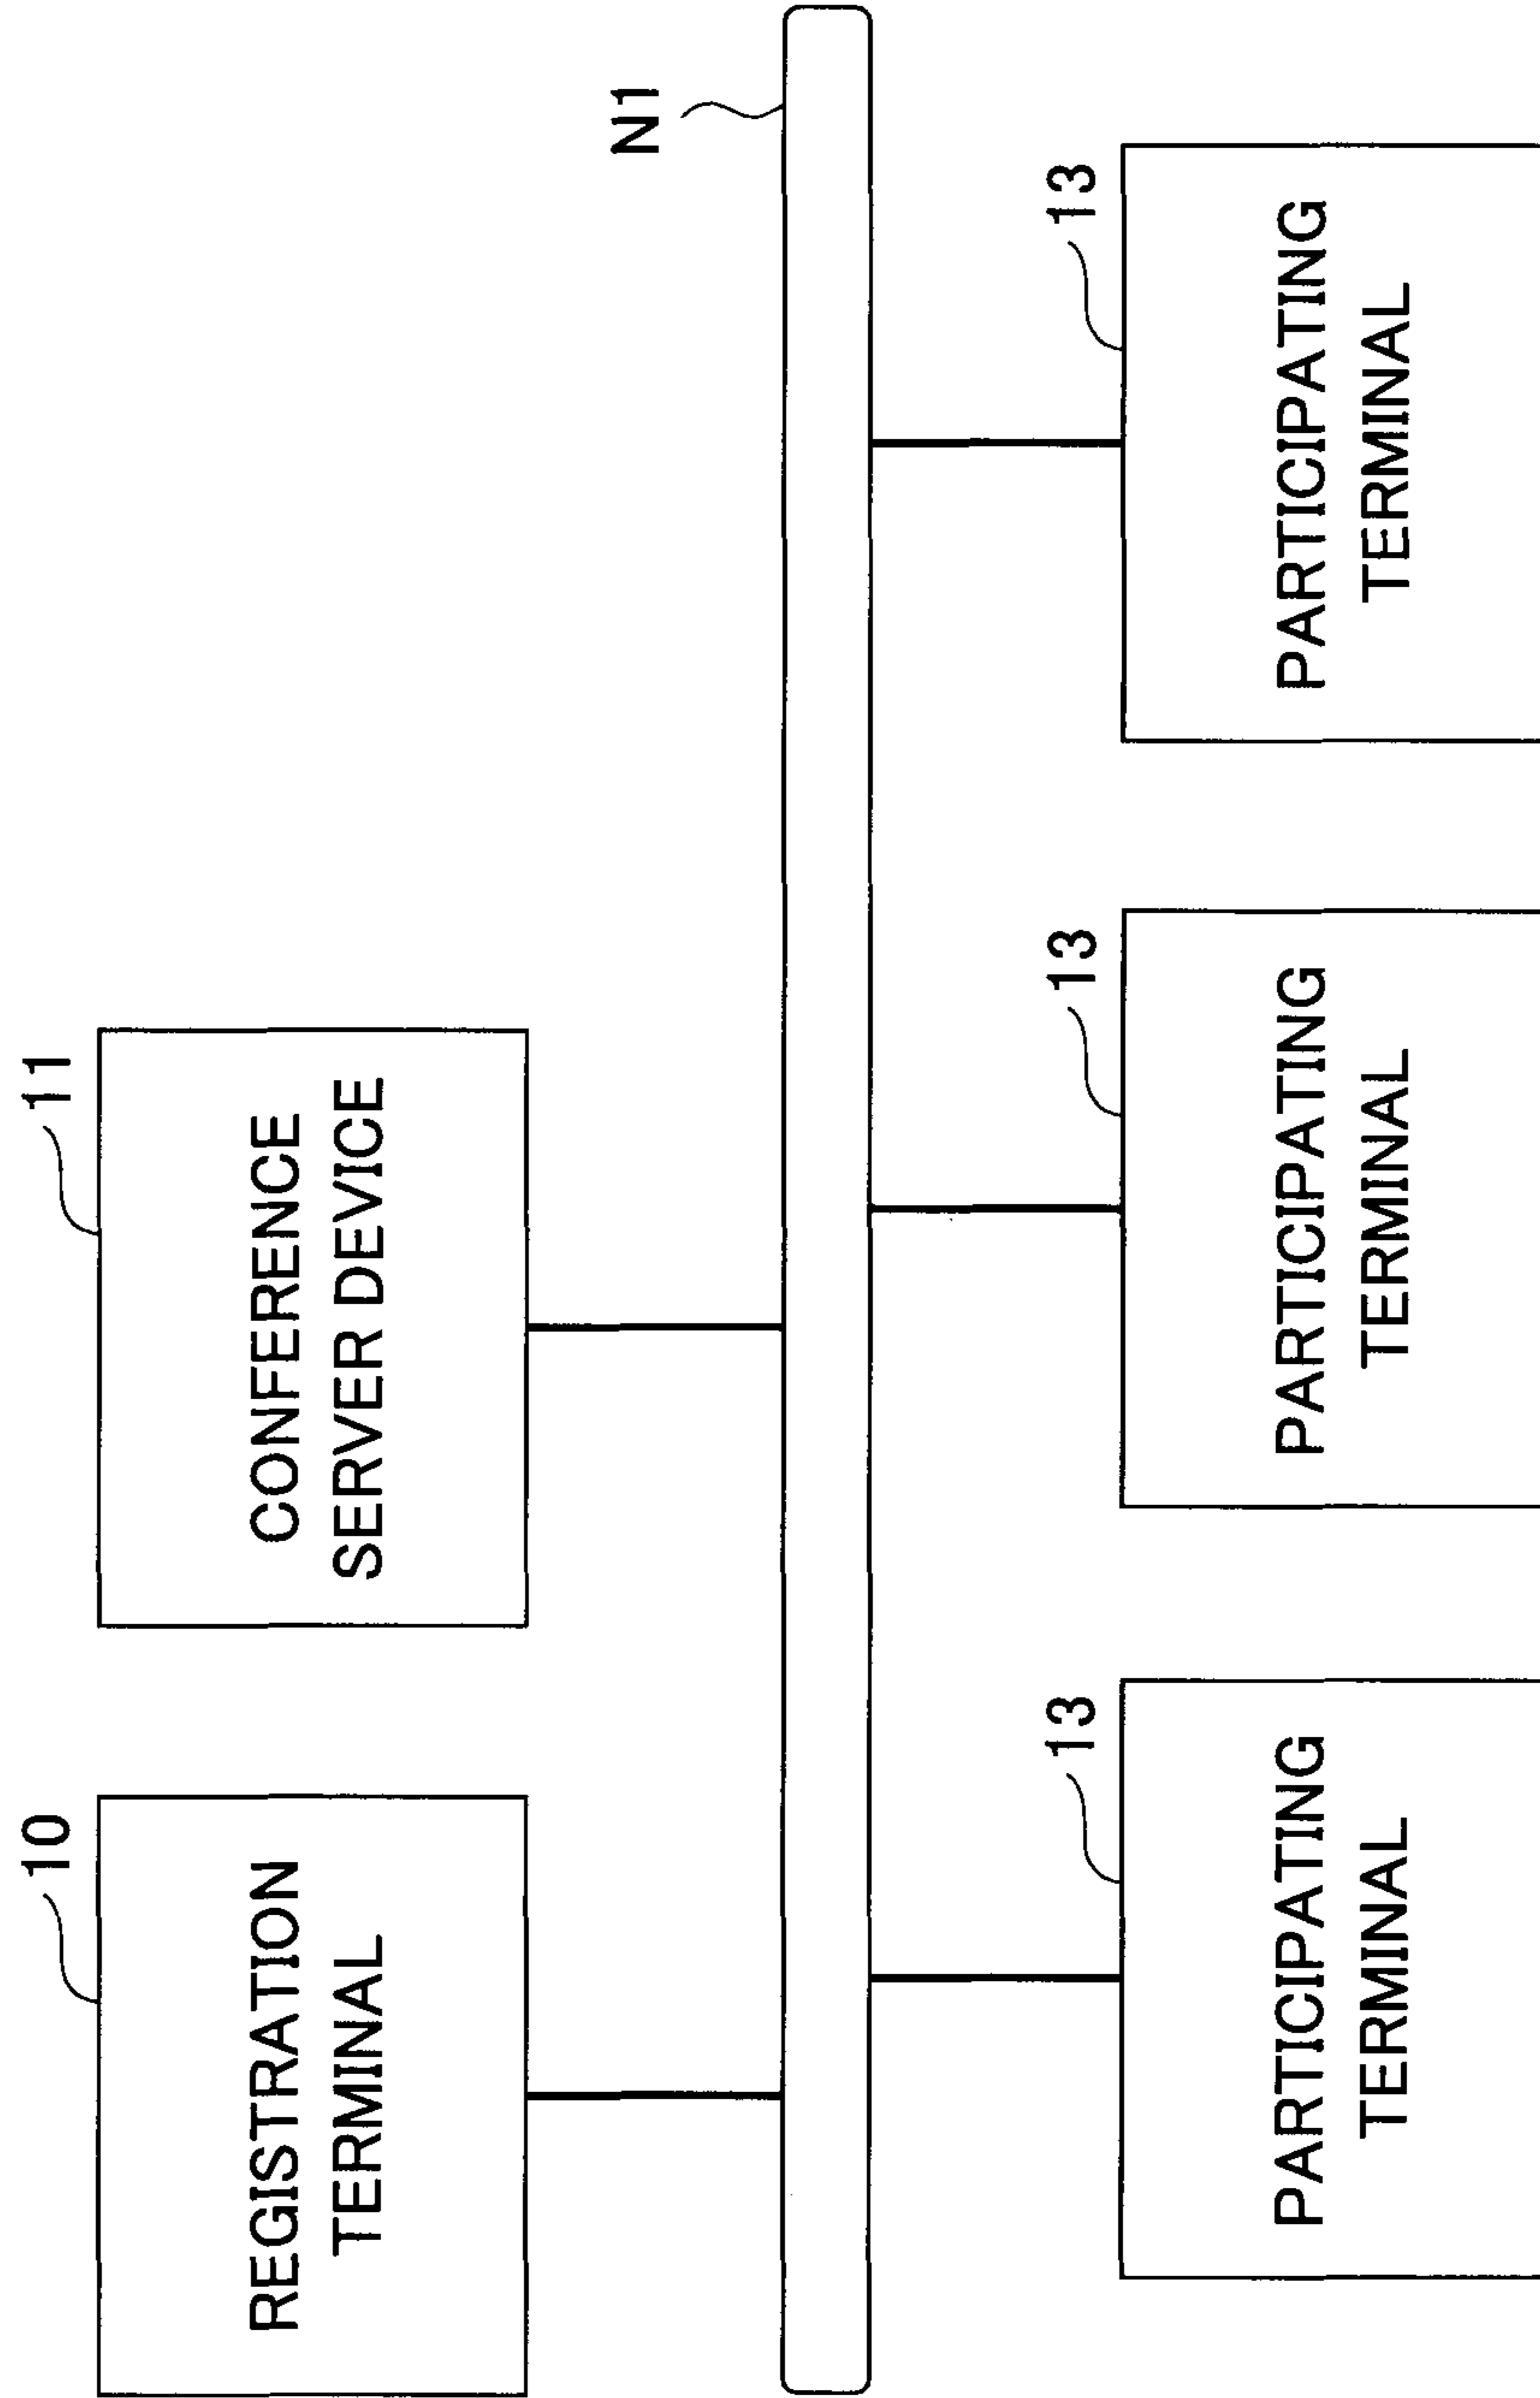 10
REGISTRATION
TERMINAL
11
CONFERENCE
SERVER DEVICE
N1
13
PARTICIPATING
TERMINAL
13
PARTICIPATING
TERMINAL
13
PARTICIPATING
TERMINAL